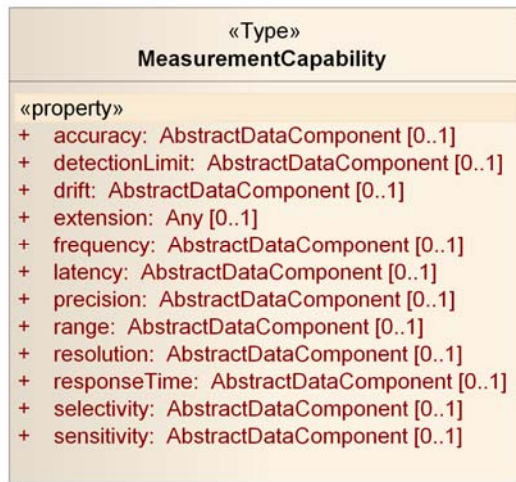 «Type»
MeasurementCapability
«property»
+ accuracy: AbstractDataComponent [0..1]
+ detectionLimit: AbstractDataComponent [0..1]
+ drift: AbstractDataComponent [0..1]
+ extension: Any [0..1]
+ frequency: AbstractDataComponent [0..1]
+ latency: AbstractDataComponent [0..1]
+ precision: AbstractDataComponent [0..1]
+ range: AbstractDataComponent [0..1]
+ resolution: AbstractDataComponent [0..1]
+ responseTime: AbstractDataComponent [0..1]
+ selectivity: AbstractDataComponent [0..1]
+ sensitivity: AbstractDataComponent [0..1]